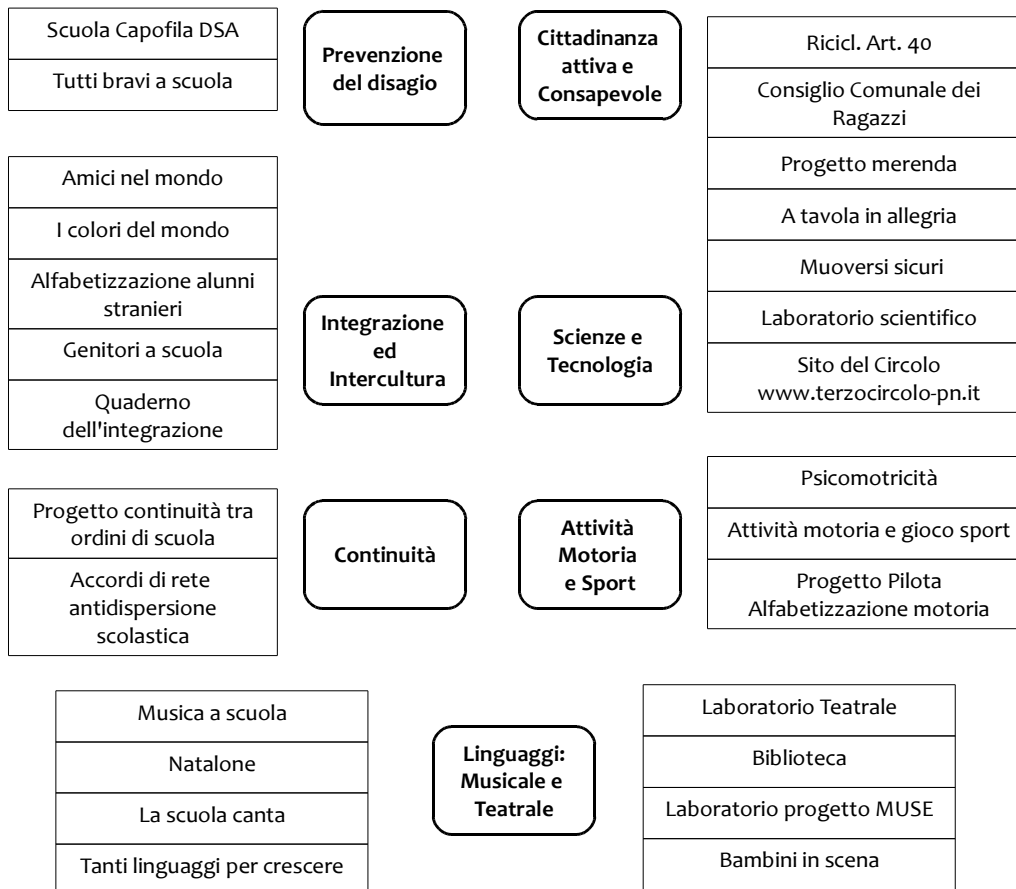 Scuola Capofila DSA
Tutti bravi a scuola
Prevenzione
del disagio
Cittadinanza
attiva e
Consapevole
Ricicl. Art. 40
Consiglio Comunale dei
Ragazzi
Progetto merenda
A tavola in allegria
Muoversi sicuri
Laboratorio scientifico
Sito del Circolo
www.terzocircolo-pn.it
Amici nel mondo
I colori del mondo
Alfabetizzazione alunni
stranieri
Genitori a scuola
Quaderno
dell'integrazione
Integrazione
ed
Intercultura
Scienze e
Tecnologia
Progetto continuità tra
ordini di scuola
Accordi di rete
antidispersione
scolastica
Continuità
Attività
Motoria
e Sport
Psicomotricità
Attività motoria e gioco sport
Progetto Pilota
Alfabetizzazione motoria
Musica a scuola
Natalone
La scuola canta
Tanti linguaggi per crescere
Linguaggi:
Musicale e
Teatrale
Laboratorio Teatrale
Biblioteca
Laboratorio progetto MUSE
Bambini in scena